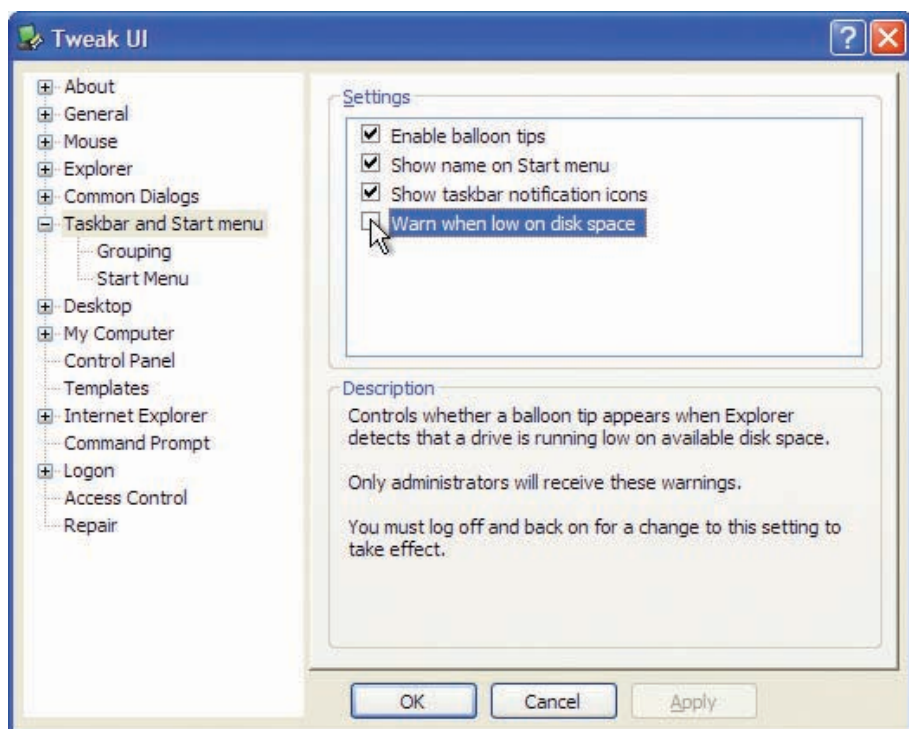 Tweak UI
About
General
Mouse
Explorer
Common Dialogs
Taskbar and Start menu
Grouping
Start Menu
Desktop
My Computer
Control Panel
Templates
Internet Explorer
Command Prompt
Logon
Access Control
Repair
Settings
Enable balloon tips
Show name on Start menu
Show taskbar notification icons
Warn when low on disk space
Description
Controls whether a balloon tip appears when Explorer
detects that a drive is running low on available disk space.
Only administrators will receive these warnings.
You must log off and back on for a change to this setting to
take effect.
OK
Cancel
Apply